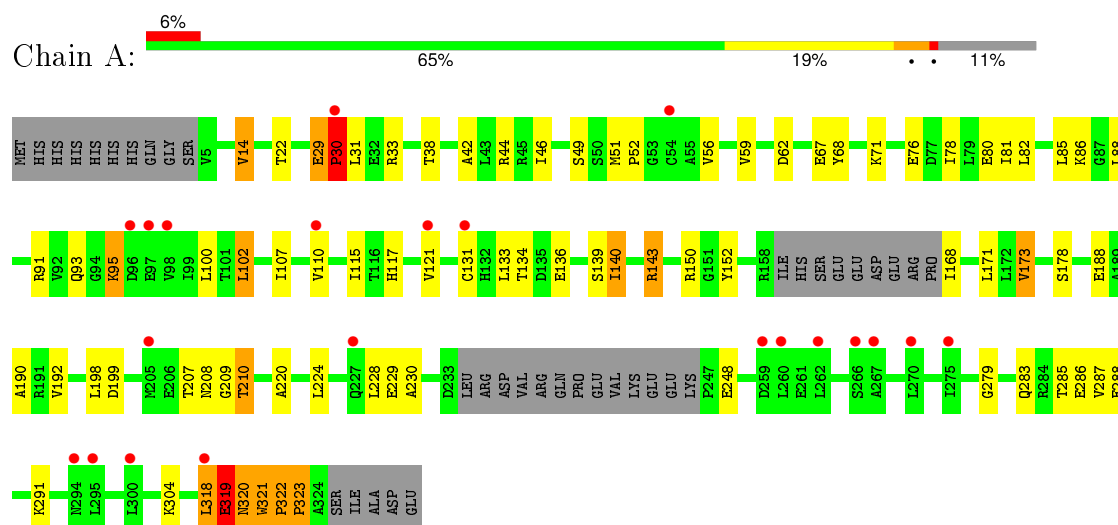 6%
Chain A:
65% 19% • • 11%
MET HIS HIS HIS HIS HIS HIS GLN GLY SER V5 V14 T22 E29 P30 L31 E32 R33 T38 A42 L43 R44 R45 I46 S49 S50 M51 P52 G53 C54 A55 V56 V59 D62 E67 Y68 K71 E76 D77 I78 L79 E80 I81 L82 L85 K86 G87 L88
R91 V92 Q93 G94 K95 D96 E97 V98 I99 L100 T101 L102 I107 V110 I115 T116 H117 V121 C131 H132 L133 T134 D135 E136 S139 I140 R143 R150 G151 Y152 R158 ILE HIS SER GLU GLU ASP GLU ARG PRO I168 L171 L172 V173 S178 E188 A189
A190 R191 V192 L198 D199 M205 E206 T207 N208 G209 T210 A220 L224 Q227 L228 E229 A230 D233 LEU ARG ASP VAL ARG GLN PRO GLU VAL LYS GLU GLU LYS P247 E248 D259 L260 E261 L262 S266 A267 L270 I275 G279 Q283 R284 T285 E286 V287 E288
K291 N294 L295 L300 K304 L318 E319 N320 W321 P322 P323 A324 SER ILE ALA ASP GLU